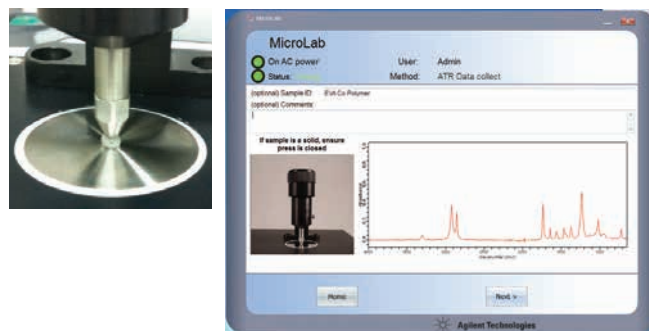 MicroLab
MicroLab
On AC power
User: Admin
Status:
Method: ATR Data collect
(optional) Sample ID: EVA Co Polymer
(optional) Comments:
If sample is a solid, ensure
press is closed
Home
Next >
Agilent Technologies